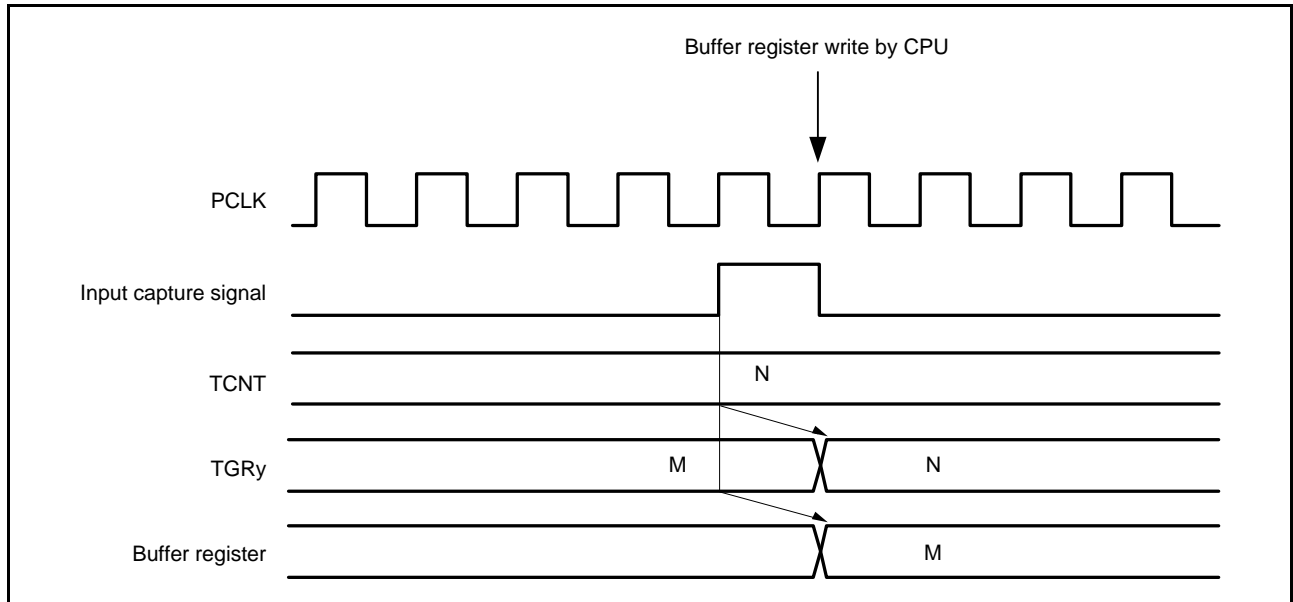 Buffer register write by CPU
PCLK
Input capture signal
TCNT
N
TGRy
M
N
Buffer register
M